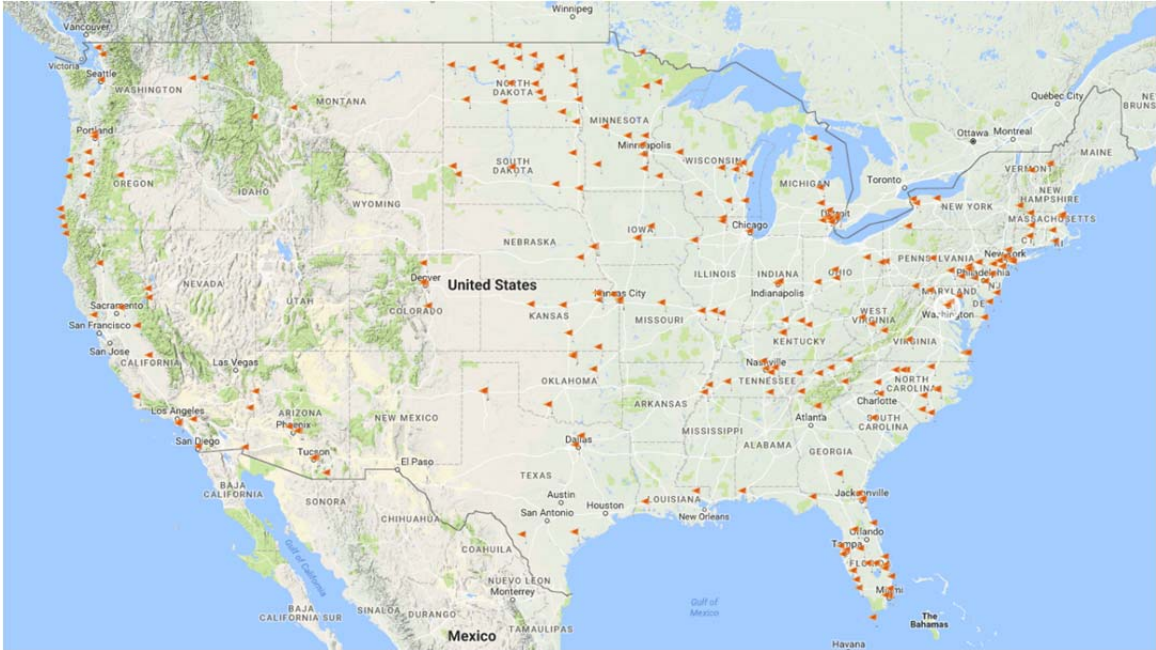 Winnipeg
Vancouver
Victoria
Seattle
WASHINGTON
MONTANA
NORTH
DAKOTA
MINNESOTA
Québec City
NE
BRUNS
Ottawa
Montreal
MAINE
Portland
Minneapolis
WISCONSIN
VERMONT
OREGON
IDAHO
SOUTH
DAKOTA
MICHIGAN
Toronto
NEW
HAMPSHIRE
WYOMING
NEW YORK
MASSACHUSETTS
Detroit
IOWA
Chicago
CT
RI
NEBRASKA
New York
PENNSYLVANIA
Philadelphia
NEVADA
UTAH
Denver
United States
ILLINOIS
INDIANA
OHIO
NJ
Indianapolis
MARYLAND
DE
Kansas City
Sacramento
COLORADO
KANSAS
MISSOURI
WEST
VIRGINIA
Washington
San Francisco
San Jose
KENTUCKY
VIRGINIA
CALIFORNIA
Las Vegas
Nashville
OKLAHOMA
TENNESSEE
NORTH
CAROLINA
Los Angeles
ARIZONA
NEW MEXICO
ARKANSAS
Charlotte
Phoenix
Atlanta
SOUTH
CAROLINA
San Diego
Dallas
MISSISSIPPI
Tucson
ALABAMA
GEORGIA
El Paso
TEXAS
BAJA
CALIFORNIA
SONORA
Austin
Houston
LOUISIANA
Jacksonville
San Antonio
New Orleans
CHIHUAHUA
Orlando
Tampa
COAHUILA
FLORIDA
Gulf of California
NUEVO LEON
Monterrey
Miami
BAJA
CALIFORNIA SUR
SINALOA
DURANGO
Gulf of
Mexico
The
Bahamas
TAMAULIPAS
Mexico
Havana